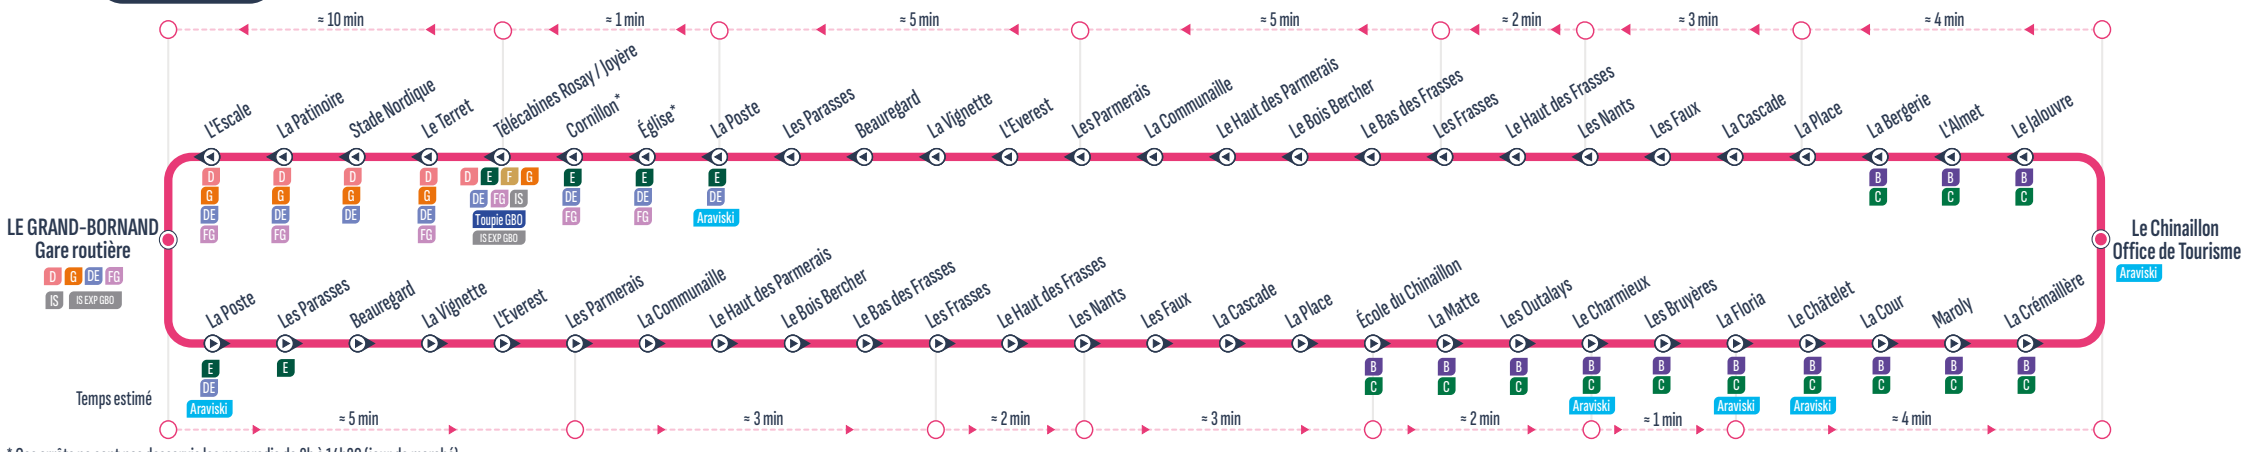 ≈ 10 min
≈ 1 min
≈ 5 min
≈ 5 min
≈ 2 min
≈ 3 min
≈ 4 min
L'Escale
La Patinoire
Stade Nordique
Le Terret
Télécabines Rosay / Joyère
Cornillon*
Église*
La Poste
Les Parasses
Beauregard
La Vignette
L'Everest
Les Parmerais
La Communaille
Le Haut des Parmerais
Le Bois Bercher
Le Bas des Frasses
Les Frasses
Le Haut des Frasses
Les Nants
Les Faux
La Cascade
La Place
La Bergerie
L'Almet
Le Jalouvre
D G DE FG
D G DE FG
D G DE
D G DE FG
D E F G
DE FG IS
Toupie GBO
IS EXP GBO
E DE FG
E DE FG
E DE
Araviski
B C
B C
B C
LE GRAND-BORNAND
Gare routière
D G DE FG
IS IS EXP GBO
Le Chinaillon
Office de Tourisme
Araviski
La Poste
Les Parasses
Beauregard
La Vignette
L'Everest
Les Parmerais
La Communaille
Le Haut des Parmerais
Le Bois Bercher
Le Bas des Frasses
Les Frasses
Le Haut des Frasses
Les Nants
Les Faux
La Cascade
La Place
École du Chinaillon
La Matte
Les Outalays
Le Charmieux
Les Bruyères
La Floria
Le Châtelet
La Cour
Maroly
La Crémaillère
E DE
Araviski
E
B C
B C
B C
B C
Araviski
B C
B C
Araviski
B C
Araviski
B C
B C
B C
Temps estimé
≈ 5 min
≈ 3 min
≈ 2 min
≈ 3 min
≈ 2 min
≈ 1 min
≈ 4 min